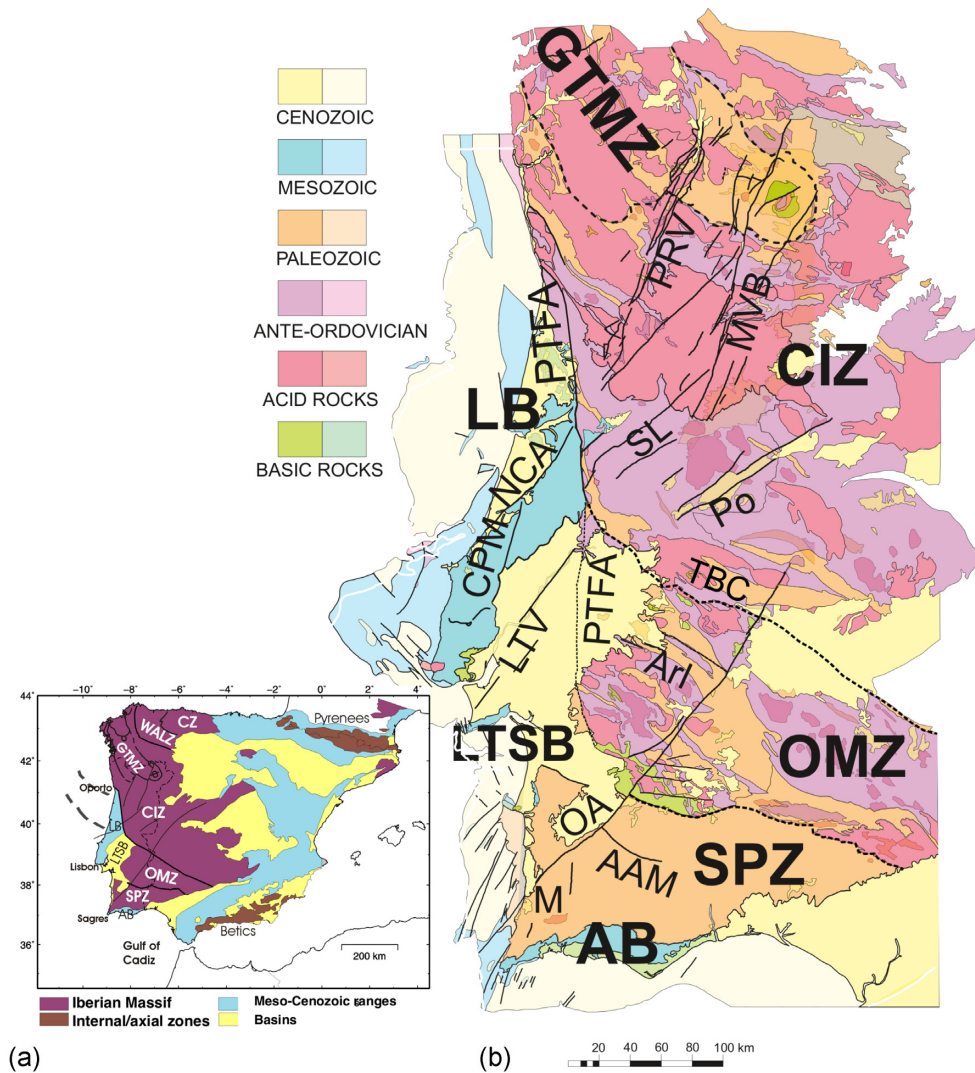 CENOZOIC
MESOZOIC
PALEOZOIC
ANTE-ORDOVICIAN
ACID ROCKS
BASIC ROCKS
GTMZ
PRV
MVB
PTFA
CIZ
LB
SL
NCA
CPM
Po
PTFA
TBC
LTV
Arl
LTSB
OMZ
OA
SPZ
AAM
M
AB
-10° -8° -6° -4° -2° 0° 2° 4°
44°
42°
40°
38°
36°
CZ
WALZ
Pyrenees
GTMZ
Oporto
CIZ
LB
LTSB
Lisbon
OMZ
SPZ
Sagres
AB
Betics
Gulf of
Cadiz
200 km
Iberian Massif
Meso-Cenozoic ranges
Internal/axial zones
Basins
(a)
(b)
20 40 60 80 100 km